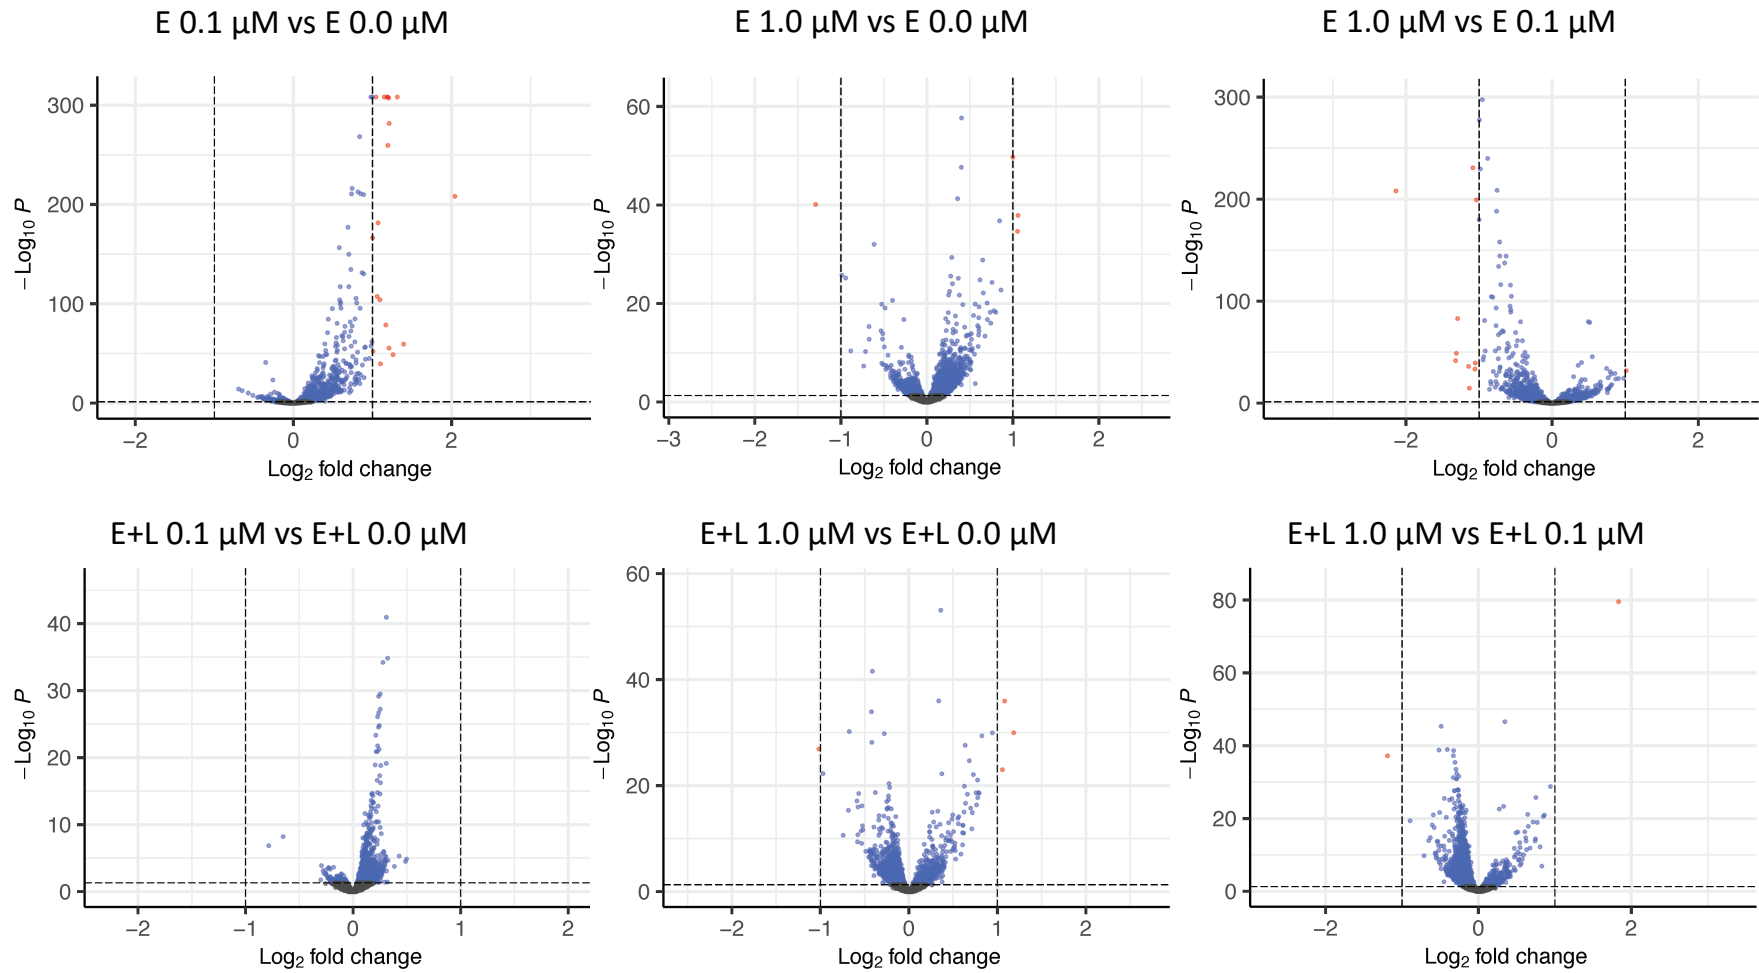 E 0.1 µM vs E 0.0 µM
300
200
100
0
−Log10 P
−2
0
2
Log2 fold change
E 1.0 µM vs E 0.0 µM
60
40
20
0
−Log10 P
−3
−2
−1
0
1
2
Log2 fold change
E 1.0 µM vs E 0.1 µM
300
200
100
0
−Log10 P
−2
0
2
Log2 fold change
E+L 0.1 µM vs E+L 0.0 µM
40
30
20
10
0
−Log10 P
−2
−1
0
1
2
Log2 fold change
E+L 1.0 µM vs E+L 0.0 µM
60
40
20
0
−Log10 P
−2
−1
0
1
2
Log2 fold change
E+L 1.0 µM vs E+L 0.1 µM
80
60
40
20
0
−Log10 P
−2
0
2
Log2 fold change